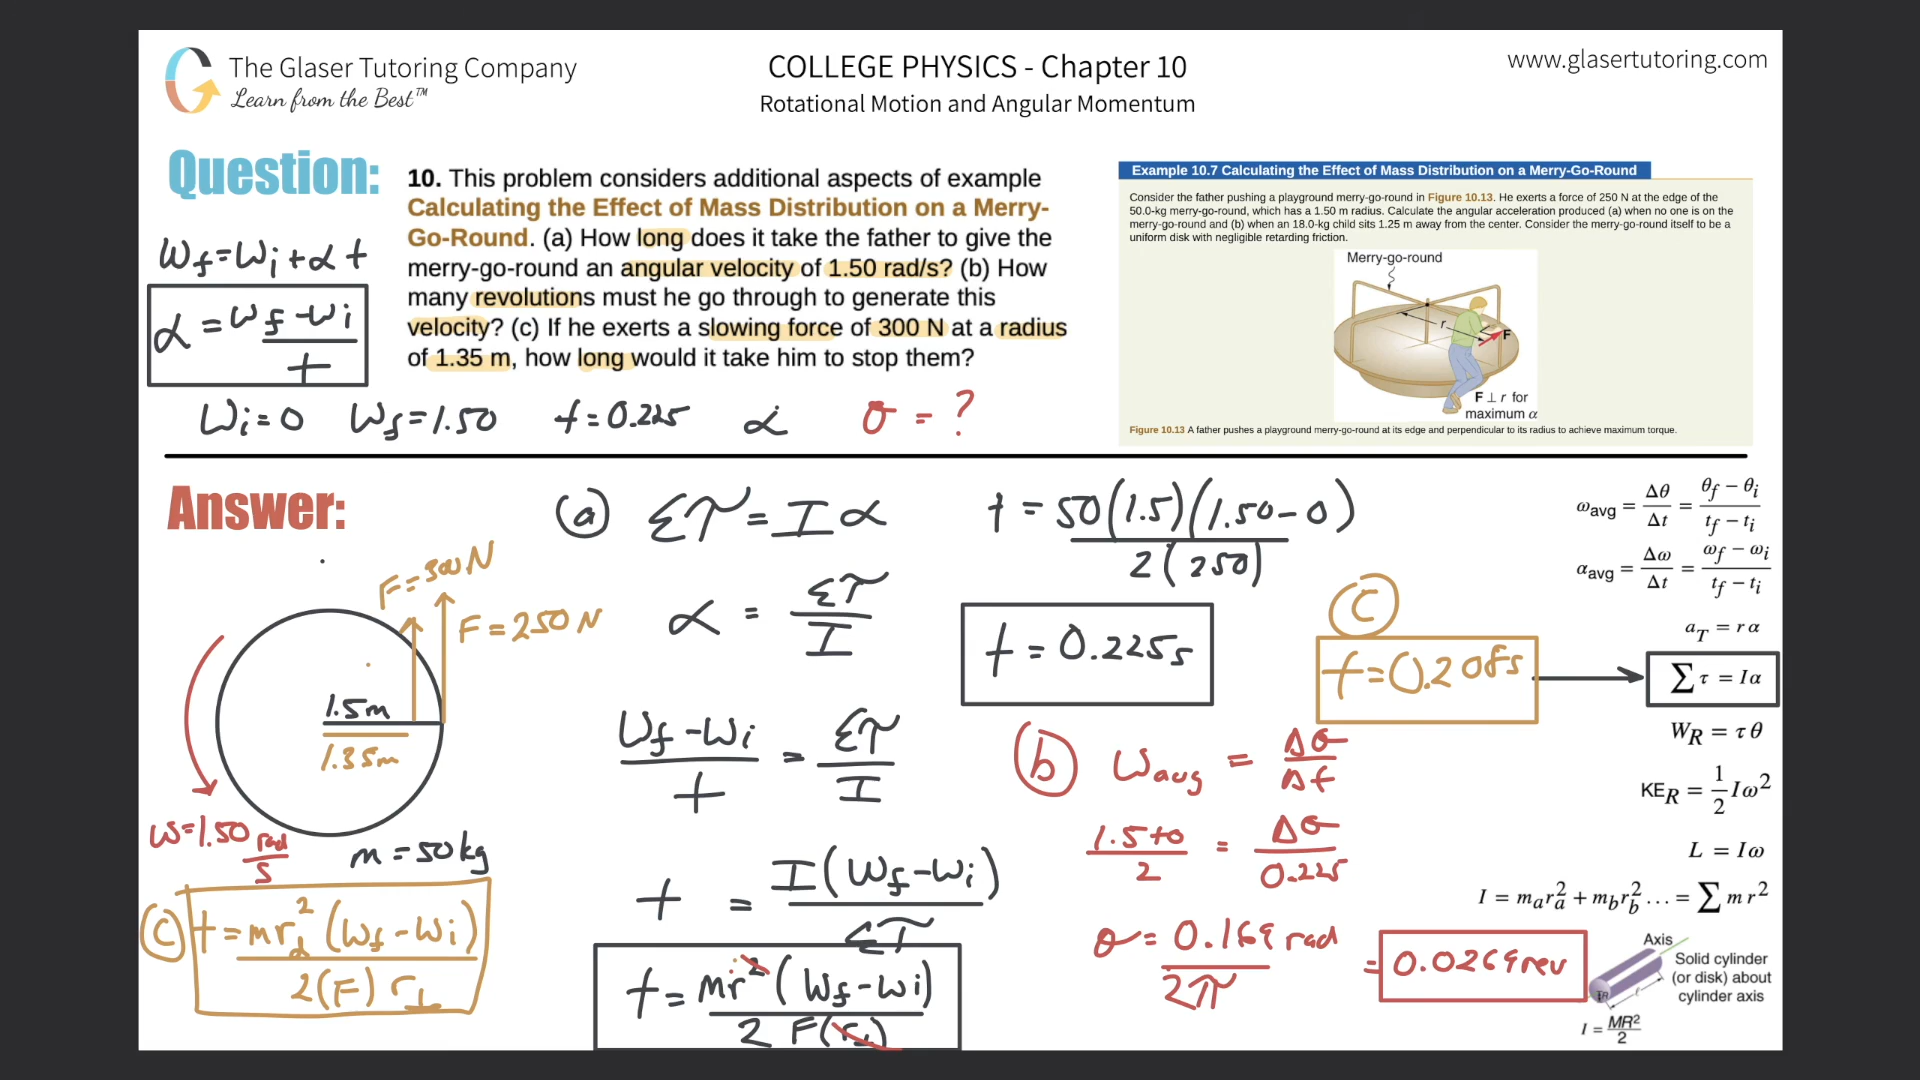 The Glaser Tutoring Company
Learn from the Best™
COLLEGE PHYSICS - Chapter 10
Rotational Motion and Angular Momentum
www.glasertutoring.com
Question:
10. This problem considers additional aspects of example
Calculating the Effect of Mass Distribution on a Merry-
Go-Round. (a) How long does it take the father to give the
merry-go-round an angular velocity of 1.50 rad/s? (b) How
many revolutions must he go through to generate this
velocity? (c) If he exerts a slowing force of 300 N at a radius
of 1.35 m, how long would it take him to stop them?
Example 10.7 Calculating the Effect of Mass Distribution on a Merry-Go-Round
Consider the father pushing a playground merry-go-round in Figure 10.13. He exerts a force of 250 N at the edge of the
50.0-kg merry-go-round, which has a 1.50 m radius. Calculate the angular acceleration produced (a) when no one is on the
merry-go-round and (b) when an 18.0-kg child sits 1.25 m away from the center. Consider the merry-go-round itself to be a
uniform disk with negligible retarding friction.
Merry-go-round
r
F
F ⊥ r for
maximum α
Figure 10.13 A father pushes a playground merry-go-round at its edge and perpendicular to its radius to achieve maximum torque.
ωf = ωi + αt
α = (ωf - ωi) / t
ωi = 0 ωf = 1.50 t = 0.225 α θ = ?
Answer:
F = 300 N
F = 250 N
1.5m
1.35m
ω = 1.50 rad/s
m = 50 kg
(c) t = mr_d² (ωf - ωi) / 2(F) r⊥
(a) Στ = Iα
α = Στ / I
(ωf - ωi) / t = Στ / I
t = I(ωf - ωi) / Στ
t = mr² (ωf - ωi) / 2 F(r⊥)
t = 50(1.5)(1.50 - 0) / 2(250)
t = 0.225 s
(c)
t = 0.208 s
(b) ωavg = Δθ / Δt
(1.5 + 0) / 2 = Δθ / 0.225
θ = 0.169 rad / 2π = 0.0269 rev
ωavg = Δθ/Δt = (θf − θi) / (tf − ti)
αavg = Δω/Δt = (ωf − ωi) / (tf − ti)
aT = rα
∑τ = Iα
WR = τθ
KER = 1/2 Iω²
L = Iω
I = mara² + mbrb² ... = ∑mr²
Axis
Solid cylinder
(or disk) about
cylinder axis
R
ℓ
I = MR²/2